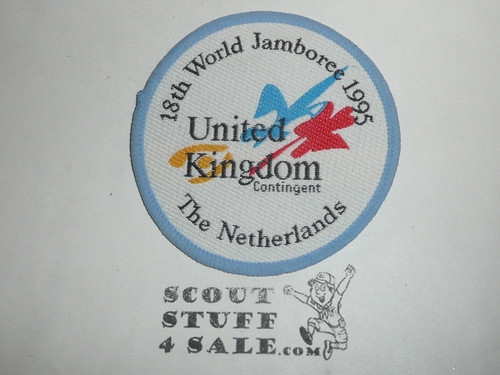 18th World Jamboree 1995
United
Kingdom
Contingent
The Netherlands
SCOUT
STUFF
4 SALE.COM